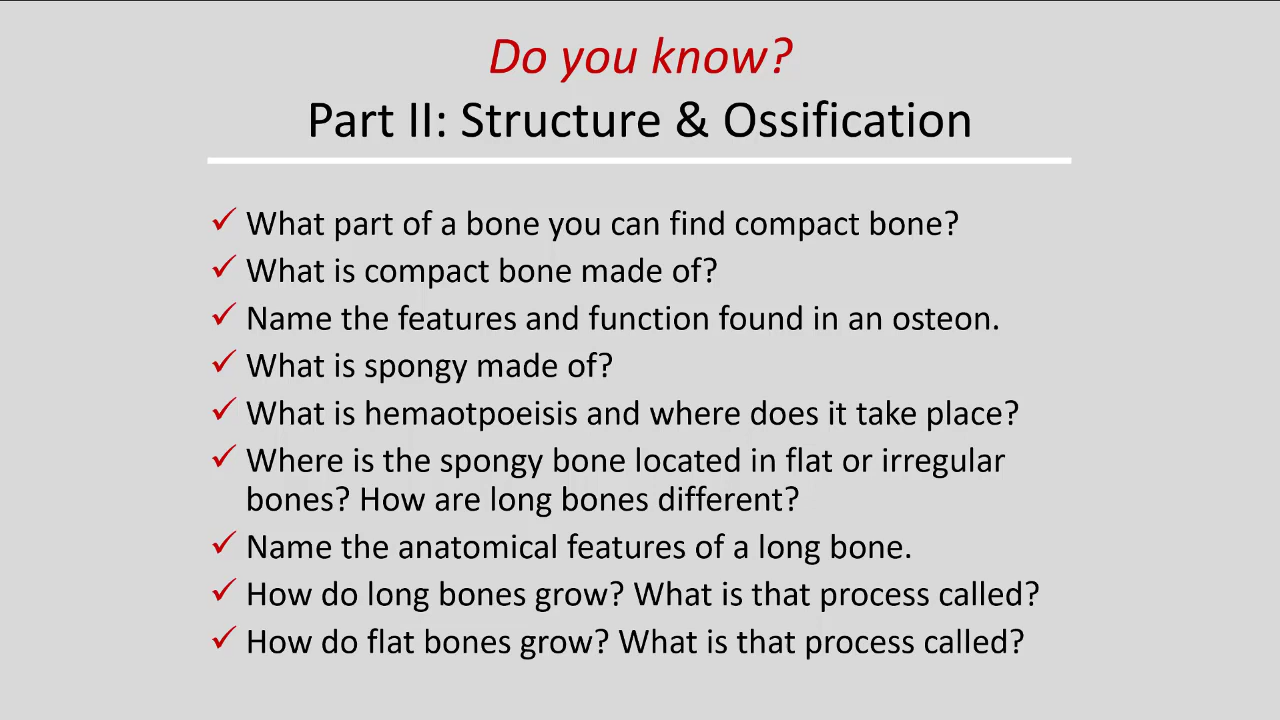 Do you know?
Part II: Structure & Ossification
✓ What part of a bone you can find compact bone?
✓ What is compact bone made of?
✓ Name the features and function found in an osteon.
✓ What is spongy made of?
✓ What is hemaotpoeisis and where does it take place?
✓ Where is the spongy bone located in flat or irregular
bones? How are long bones different?
✓ Name the anatomical features of a long bone.
✓ How do long bones grow? What is that process called?
✓ How do flat bones grow? What is that process called?